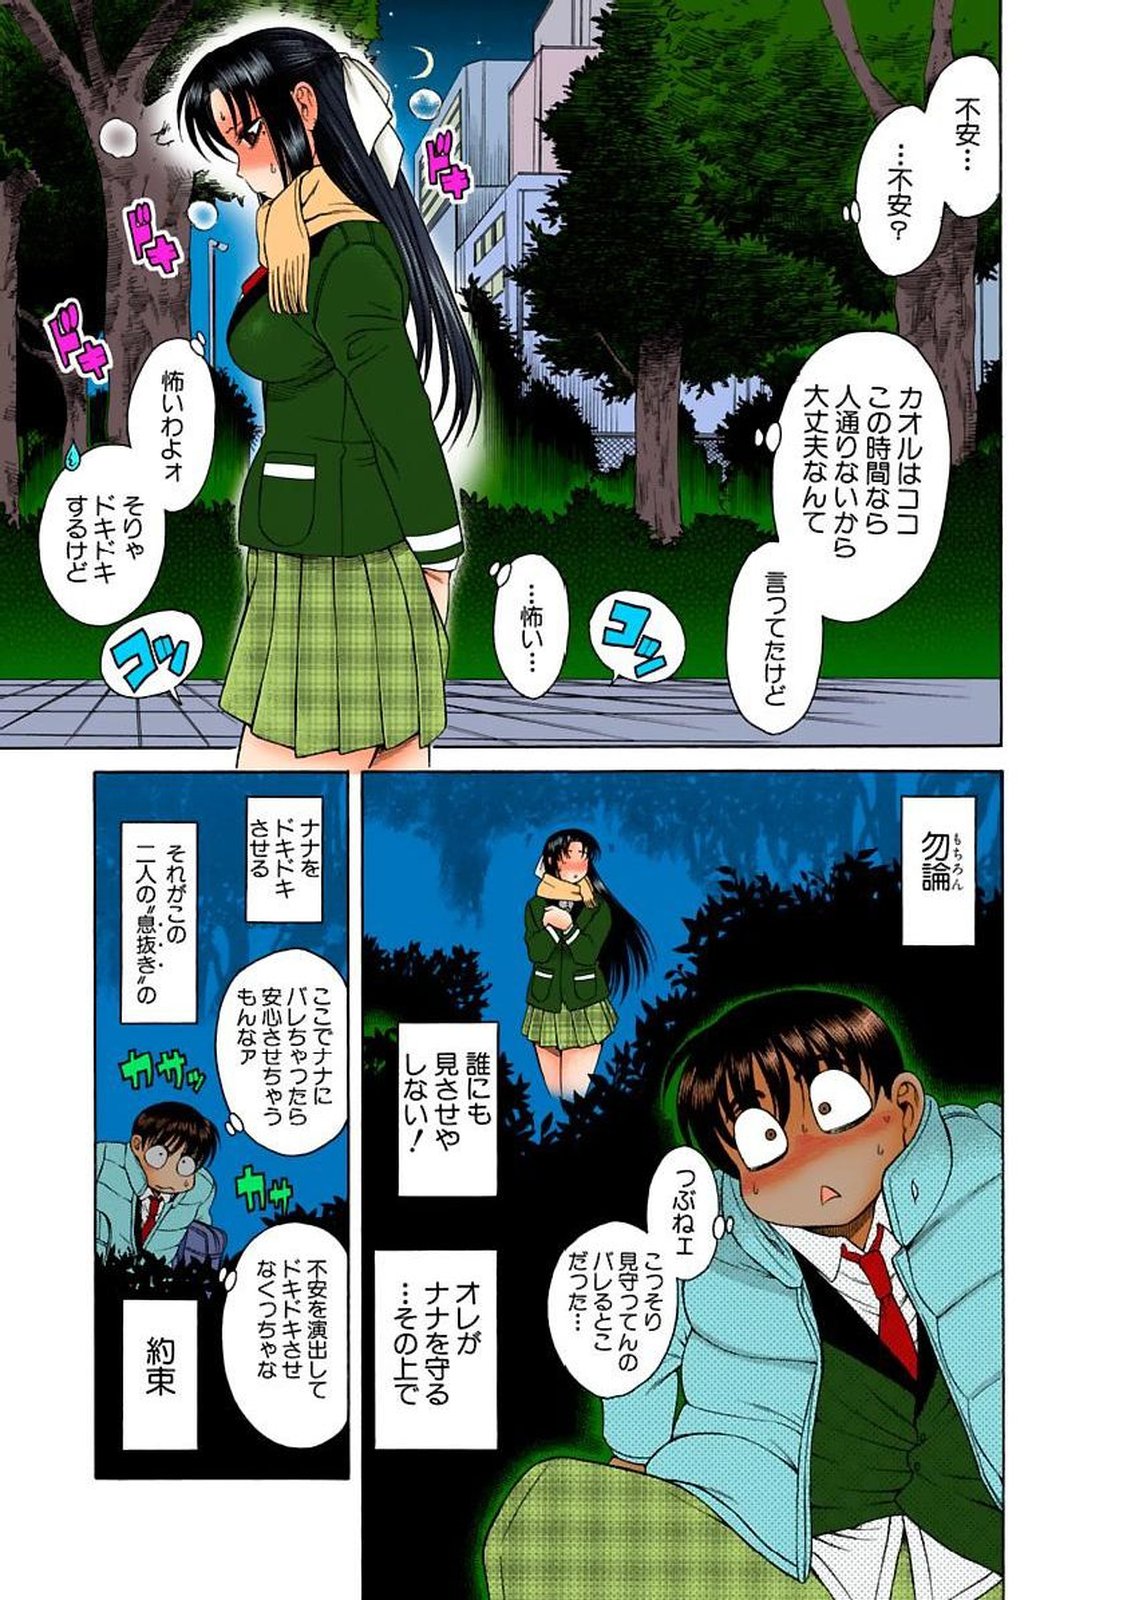 不安…
…不安？
カオルはココ
この時間なら
人通りないから
大丈夫なんて
言ってたけど
コツ
…怖い…
ドキ
ドキ
ドキ
怖いわよォ
そりゃ
ドキドキ
するけど
コツ
勿論
もちろん
誰にも
見させや
しない！
つぶねェ
こっそり
見守ってんの
バレるとこ
だった…
オレが
ナナを守る
…その上で
ナナを
ドキドキ
させる
それがこの
二人の〝息抜き〟の
ここでナナに
バレちゃったら
安心させちゃう
もんなァ
カサッ
カサ
不安を演出して
ドキドキさせ
なくっちゃな
約束